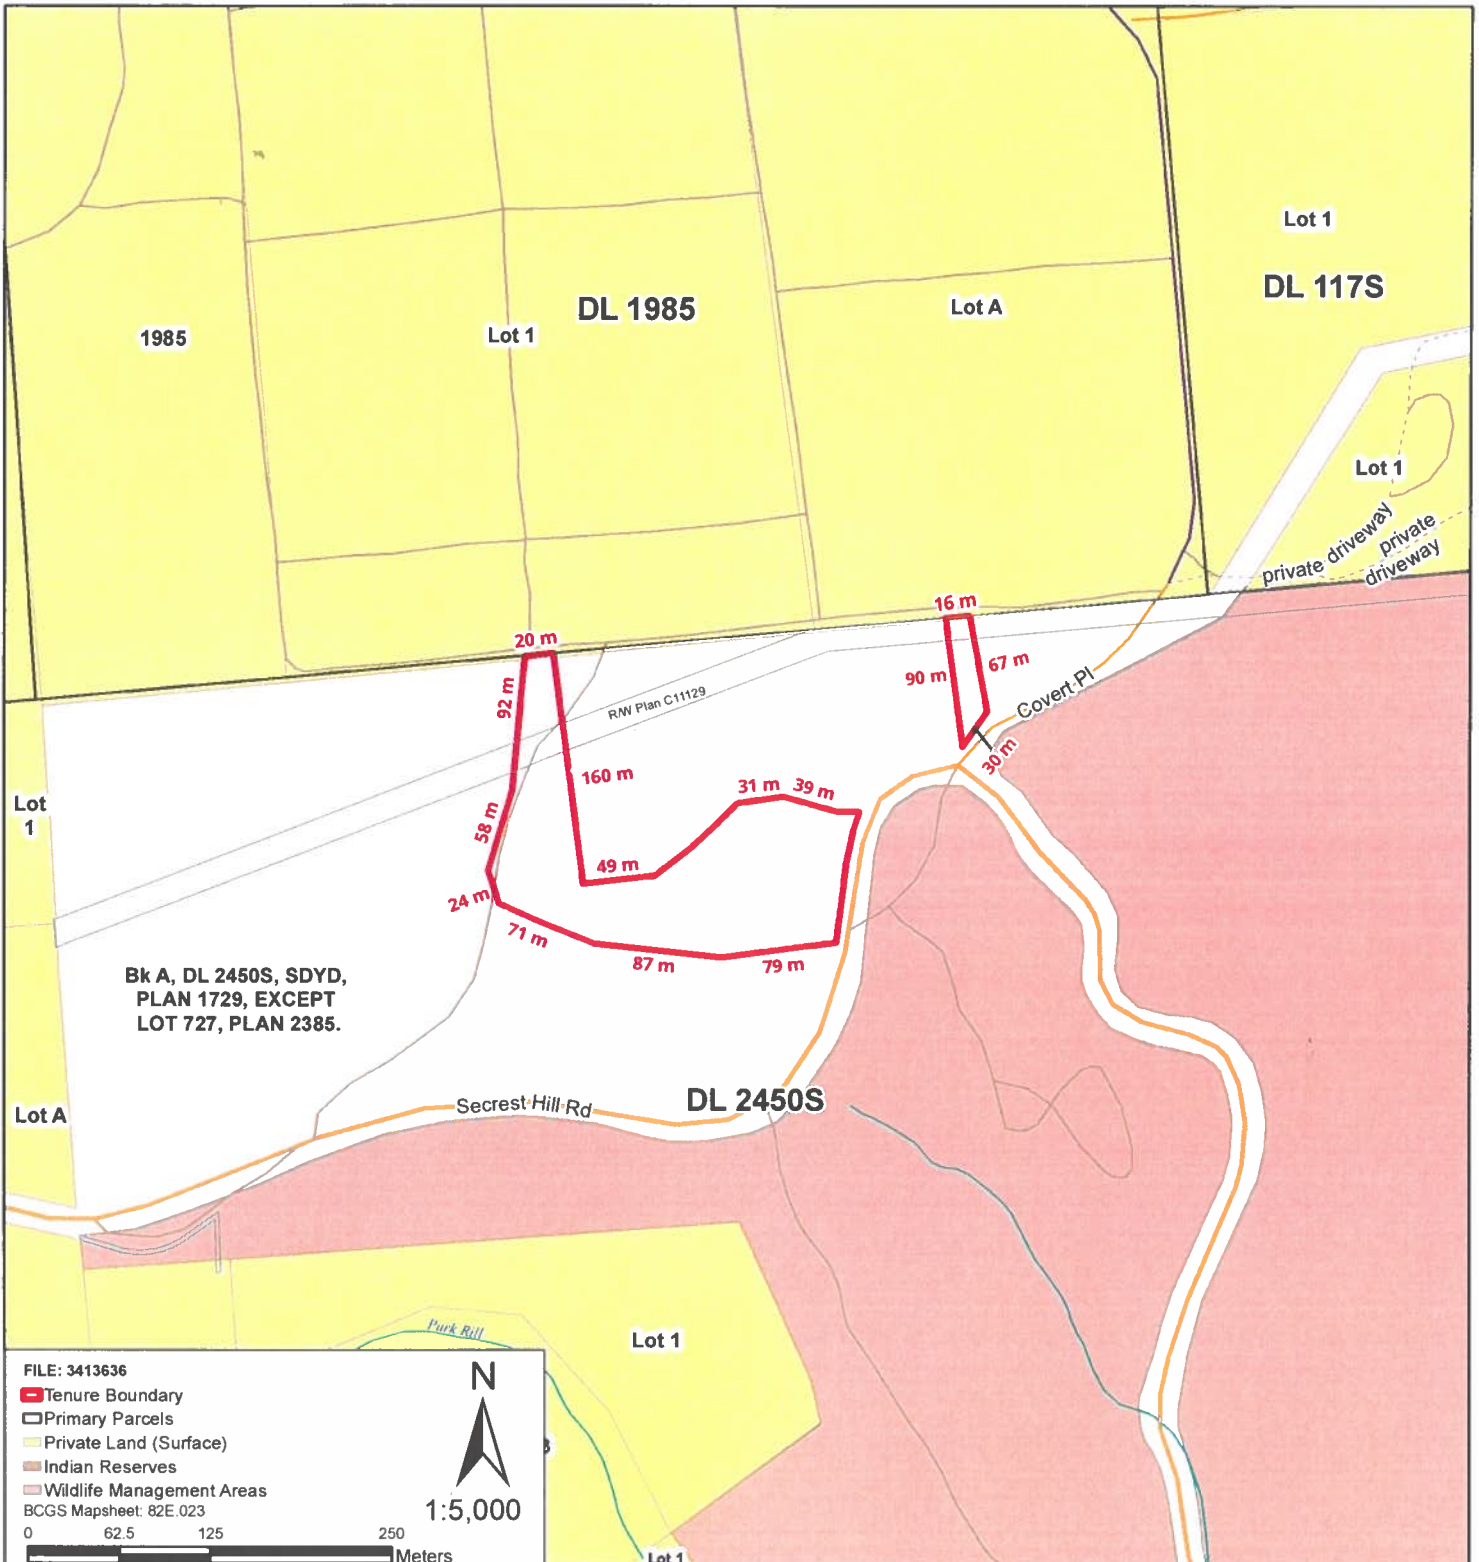 Lot 1
DL 117S
DL 1985
Lot A
1985
Lot 1
Lot 1
private driveway
private
driveway
16 m
20 m
67 m
90 m
92 m
Covert Pl
R/W Plan C11129
30 m
160 m
31 m
39 m
Lot
1
58 m
49 m
24 m
71 m
87 m
79 m
Bk A, DL 2450S, SDYD,
PLAN 1729, EXCEPT
LOT 727, PLAN 2385.
DL 2450S
Secrest Hill Rd
Lot A
Park Rill
Lot 1
FILE: 3413636
N
Tenure Boundary
Primary Parcels
Private Land (Surface)
Indian Reserves
Wildlife Management Areas
BCGS Mapsheet: 82E.023
1:5,000
0 62.5 125 250
Meters
Lot 1